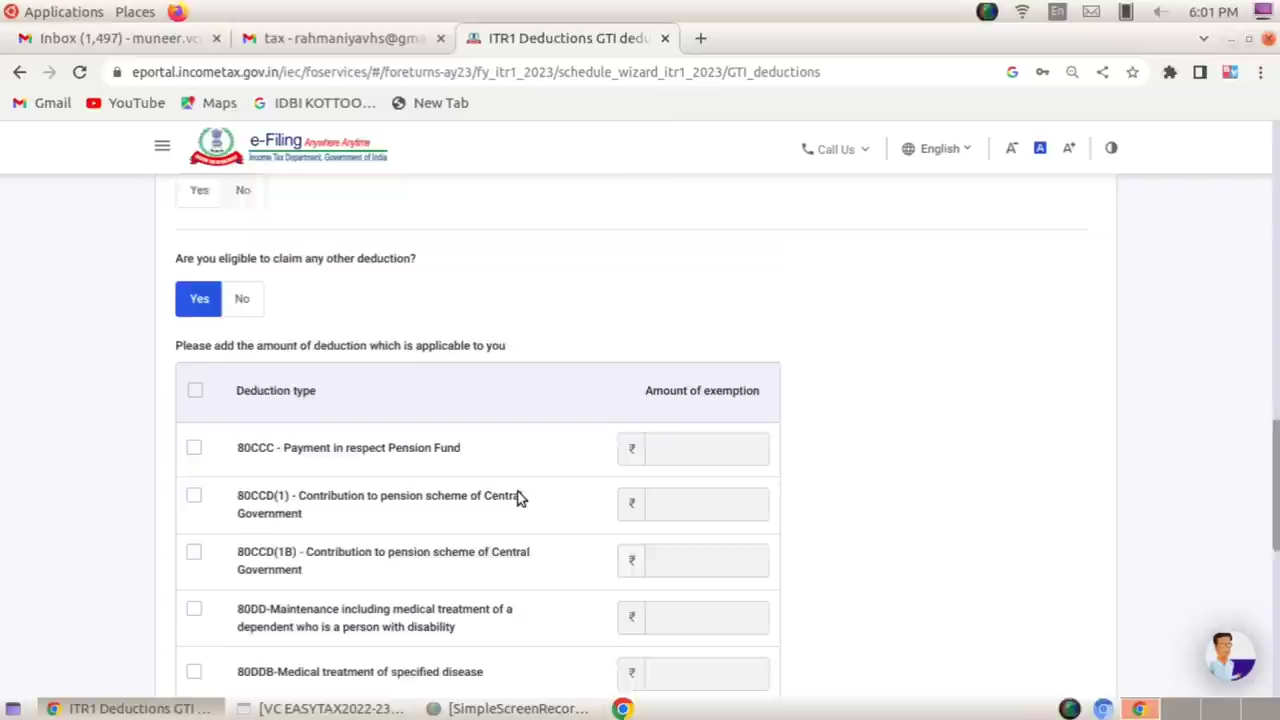 Applications Places En 6:01 PM
Inbox (1,497) - muneer.vc tax - rahmaniyavhs@gm ITR1 Deductions GTI dedu
eportal.incometax.gov.in/iec/foservices/#/foreturns-ay23/fy_itr1_2023/schedule_wizard_itr1_2023/GTI_deductions
Gmail YouTube Maps IDBI KOTTOO... New Tab
e-Filing Anywhere Anytime
Income Tax Department, Government of India
Call Us English A- A A+
Yes No
Are you eligible to claim any other deduction?
Yes No
Please add the amount of deduction which is applicable to you
Deduction type Amount of exemption
80CCC - Payment in respect Pension Fund ₹
80CCD(1) - Contribution to pension scheme of Central
Government ₹
80CCD(1B) - Contribution to pension scheme of Central
Government ₹
80DD-Maintenance including medical treatment of a
dependent who is a person with disability ₹
80DDB-Medical treatment of specified disease ₹
ITR1 Deductions GTI ... [VC EASYTAX2022-23... [SimpleScreenRecor...